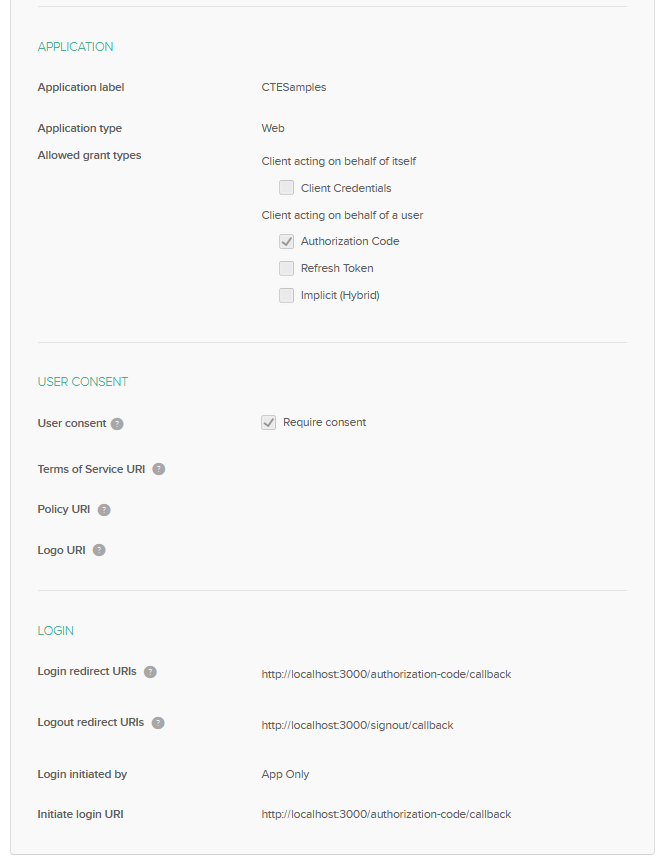 APPLICATION
Application label CTESamples
Application type Web
Allowed grant types
Client acting on behalf of itself
Client Credentials
Client acting on behalf of a user
Authorization Code
Refresh Token
Implicit (Hybrid)
USER CONSENT
User consent ? Require consent
Terms of Service URI ?
Policy URI ?
Logo URI ?
LOGIN
Login redirect URIs ? http://localhost:3000/authorization-code/callback
Logout redirect URIs ? http://localhost:3000/signout/callback
Login initiated by App Only
Initiate login URI http://localhost:3000/authorization-code/callback